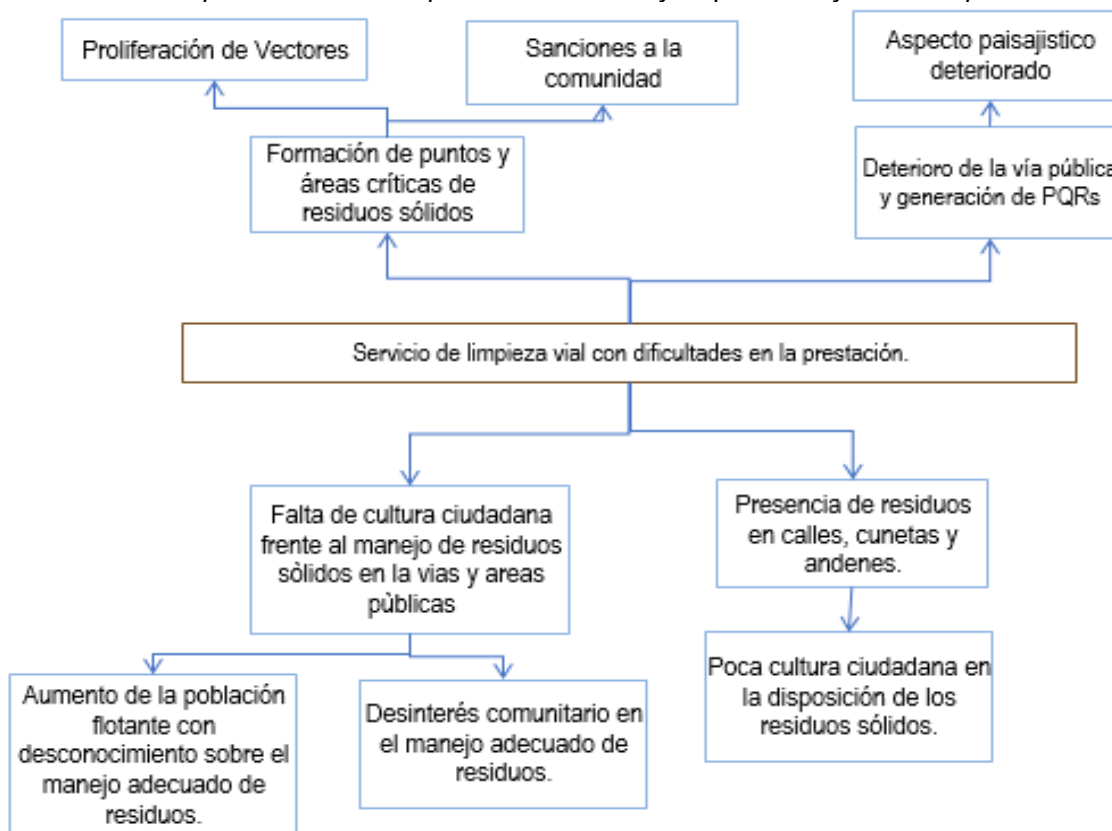 Proliferación de Vectores
Sanciones a la
comunidad
Aspecto paisajistico
deteriorado
Formación de puntos y
áreas críticas de
residuos sólidos
Deterioro de la vía pública
y generación de PQRs
Servicio de limpieza vial con dificultades en la prestación.
Falta de cultura ciudadana
frente al manejo de residuos
sòlidos en la vias y areas
pùblicas
Presencia de residuos
en calles, cunetas y
andenes.
Aumento de la población
flotante con
desconocimiento sobre el
manejo adecuado de
residuos.
Desinterés comunitario en
el manejo adecuado de
residuos.
Poca cultura ciudadana en
la disposición de los
residuos sólidos.